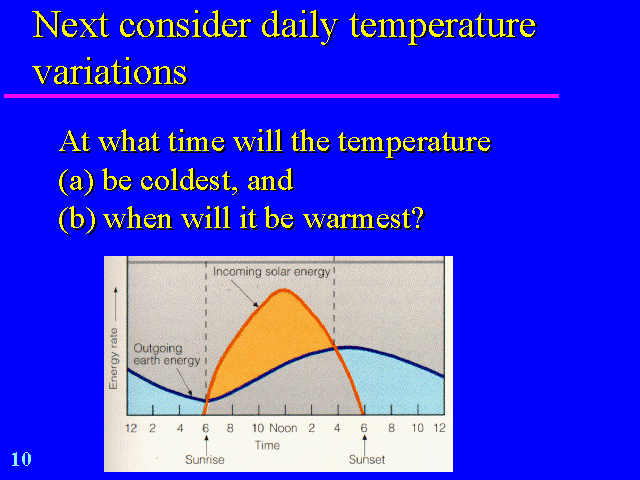 Next consider daily temperature
variations
At what time will the temperature
(a) be coldest, and
(b) when will it be warmest?
Incoming solar energy
Outgoing
earth energy
Energy rate
12 2 4 6 8 10 Noon 2 4 6 8 10 12
Time
Sunrise Sunset
10